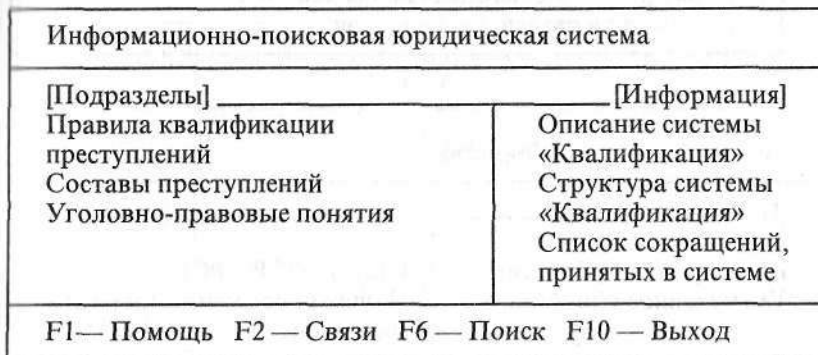 Информационно-поисковая юридическая система
[Подразделы] [Информация]
Правила квалификации
преступлений
Составы преступлений
Уголовно-правовые понятия
Описание системы
«Квалификация»
Структура системы
«Квалификация»
Список сокращений,
принятых в системе
F1— Помощь F2 — Связи F6 — Поиск F10 — Выход